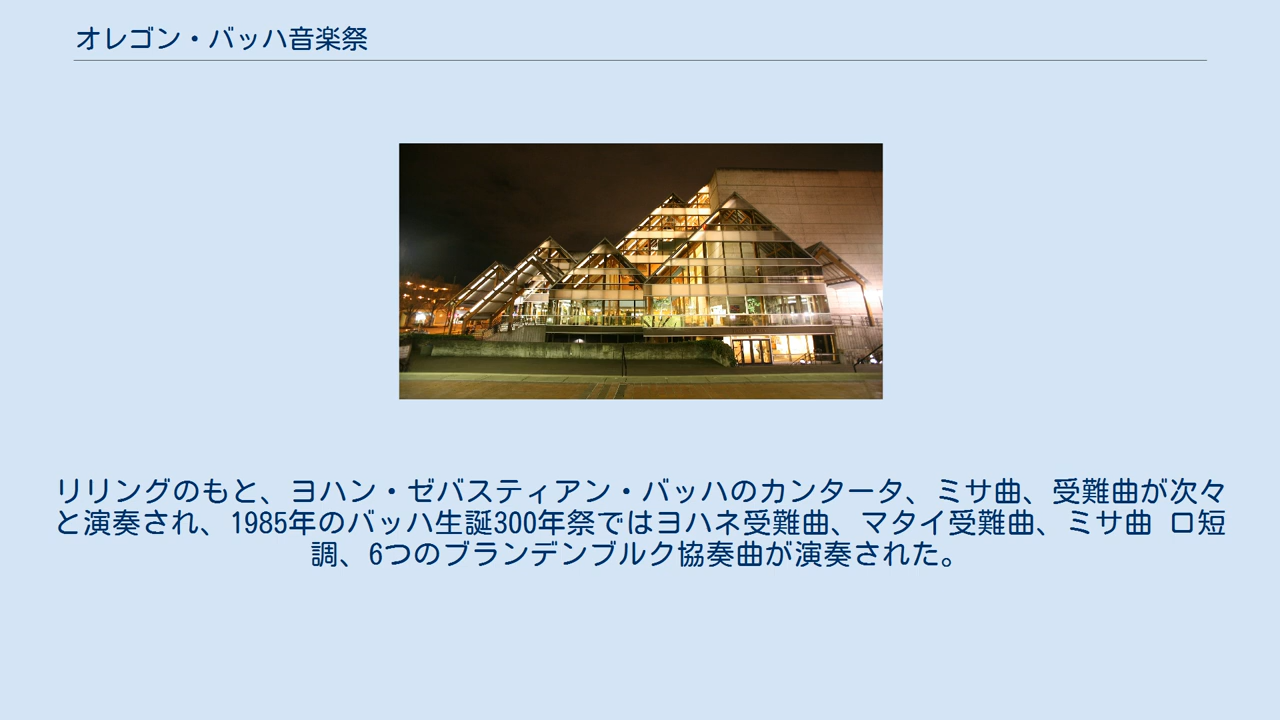 オレゴン・バッハ音楽祭
リリングのもと、ヨハン・ゼバスティアン・バッハのカンタータ、ミサ曲、受難曲が次々
と演奏され、1985年のバッハ生誕300年祭ではヨハネ受難曲、マタイ受難曲、ミサ曲 ロ短
調、6つのブランデンブルク協奏曲が演奏された。